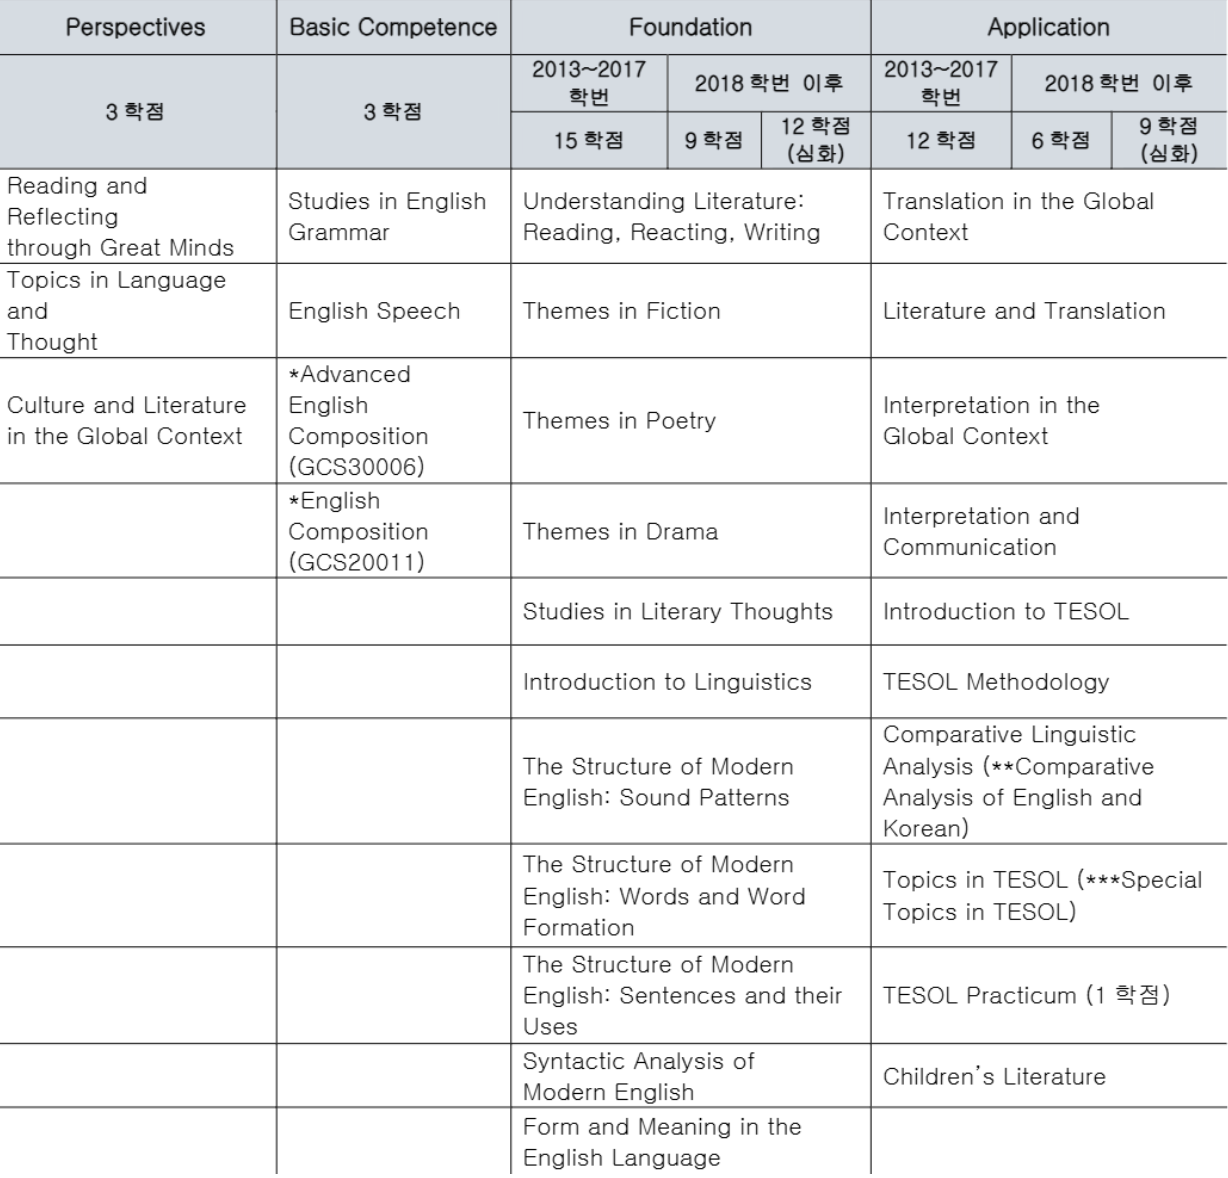 Perspectives Basic Competence Foundation Application
3 학점 3 학점 2013~2017 학번 2018 학번 이후 2013~2017 학번 2018 학번 이후
15 학점 9 학점 12 학점 (심화) 12 학점 6 학점 9 학점 (심화)
Reading and
Reflecting
through Great Minds
Studies in English
Grammar
Understanding Literature:
Reading, Reacting, Writing
Translation in the Global
Context
Topics in Language
and
Thought
English Speech
Themes in Fiction
Literature and Translation
Culture and Literature
in the Global Context
*Advanced
English
Composition
(GCS30006)
Themes in Poetry
Interpretation in the
Global Context
*English
Composition
(GCS20011)
Themes in Drama
Interpretation and
Communication
Studies in Literary Thoughts
Introduction to TESOL
Introduction to Linguistics
TESOL Methodology
The Structure of Modern
English: Sound Patterns
Comparative Linguistic
Analysis (**Comparative
Analysis of English and
Korean)
The Structure of Modern
English: Words and Word
Formation
Topics in TESOL (***Special
Topics in TESOL)
The Structure of Modern
English: Sentences and their
Uses
TESOL Practicum (1 학점)
Syntactic Analysis of
Modern English
Children's Literature
Form and Meaning in the
English Language